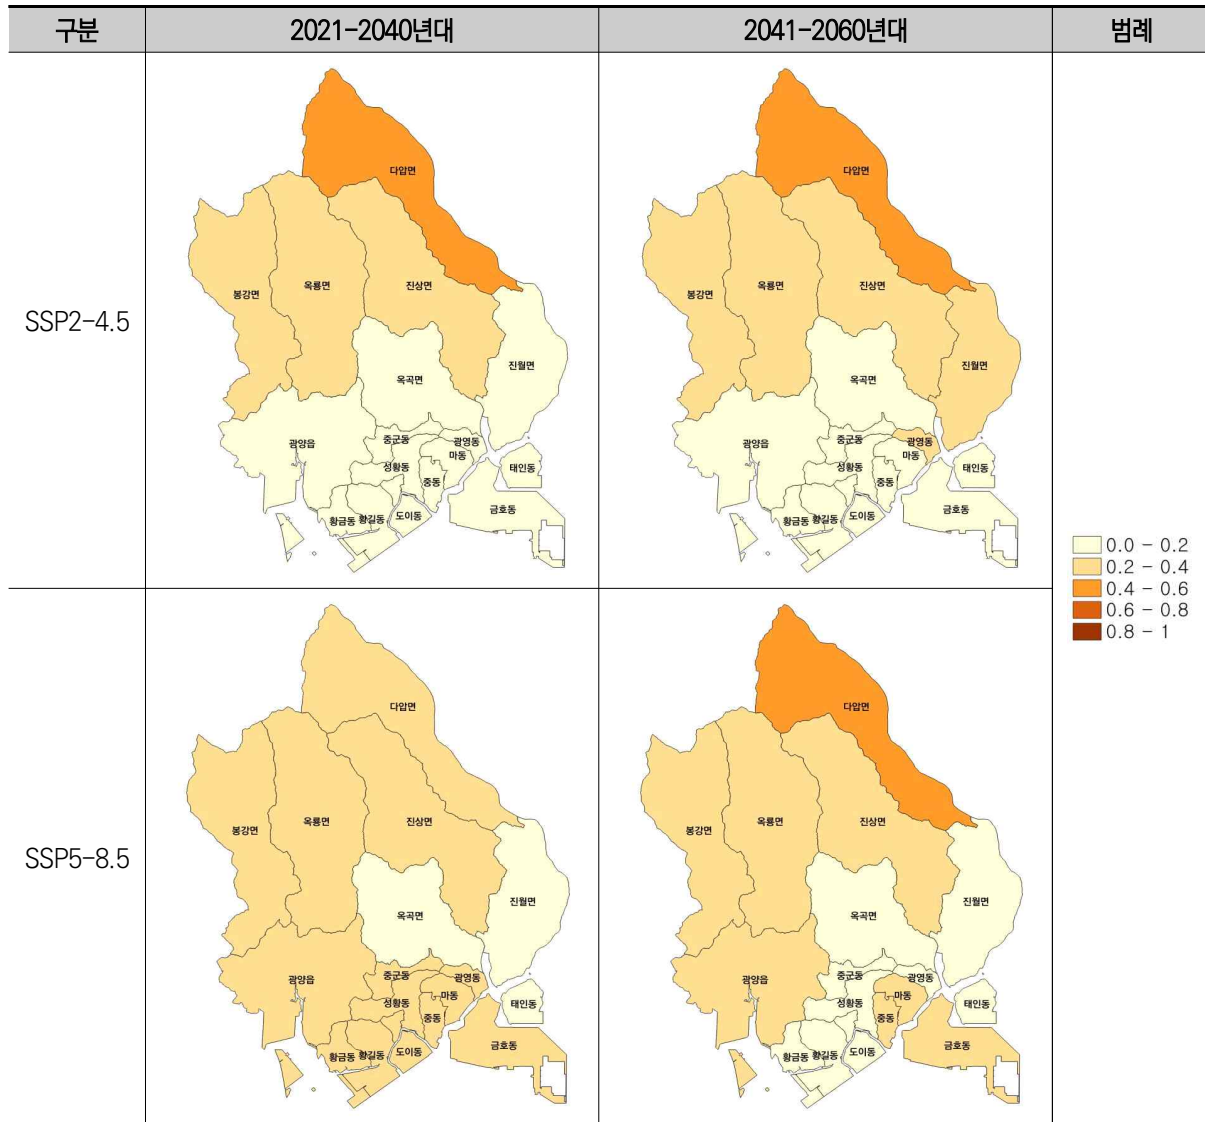 구분 2021-2040년대 2041-2060년대 범례
SSP2-4.5
다압면
봉강면
옥룡면
진상면
진월면
옥곡면
광양읍
중군동
광영동
마동
성황동
중동
태인동
황금동
황길동
도이동
금호동
다압면
봉강면
옥룡면
진상면
진월면
옥곡면
광양읍
중군동
광영동
마동
성황동
중동
태인동
황금동
황길동
도이동
금호동
0.0 - 0.2
0.2 - 0.4
0.4 - 0.6
0.6 - 0.8
0.8 - 1
SSP5-8.5
다압면
봉강면
옥룡면
진상면
진월면
옥곡면
광양읍
중군동
광영동
마동
성황동
중동
태인동
황금동
황길동
도이동
금호동
다압면
봉강면
옥룡면
진상면
진월면
옥곡면
광양읍
중군동
광영동
마동
성황동
중동
태인동
황금동
황길동
도이동
금호동